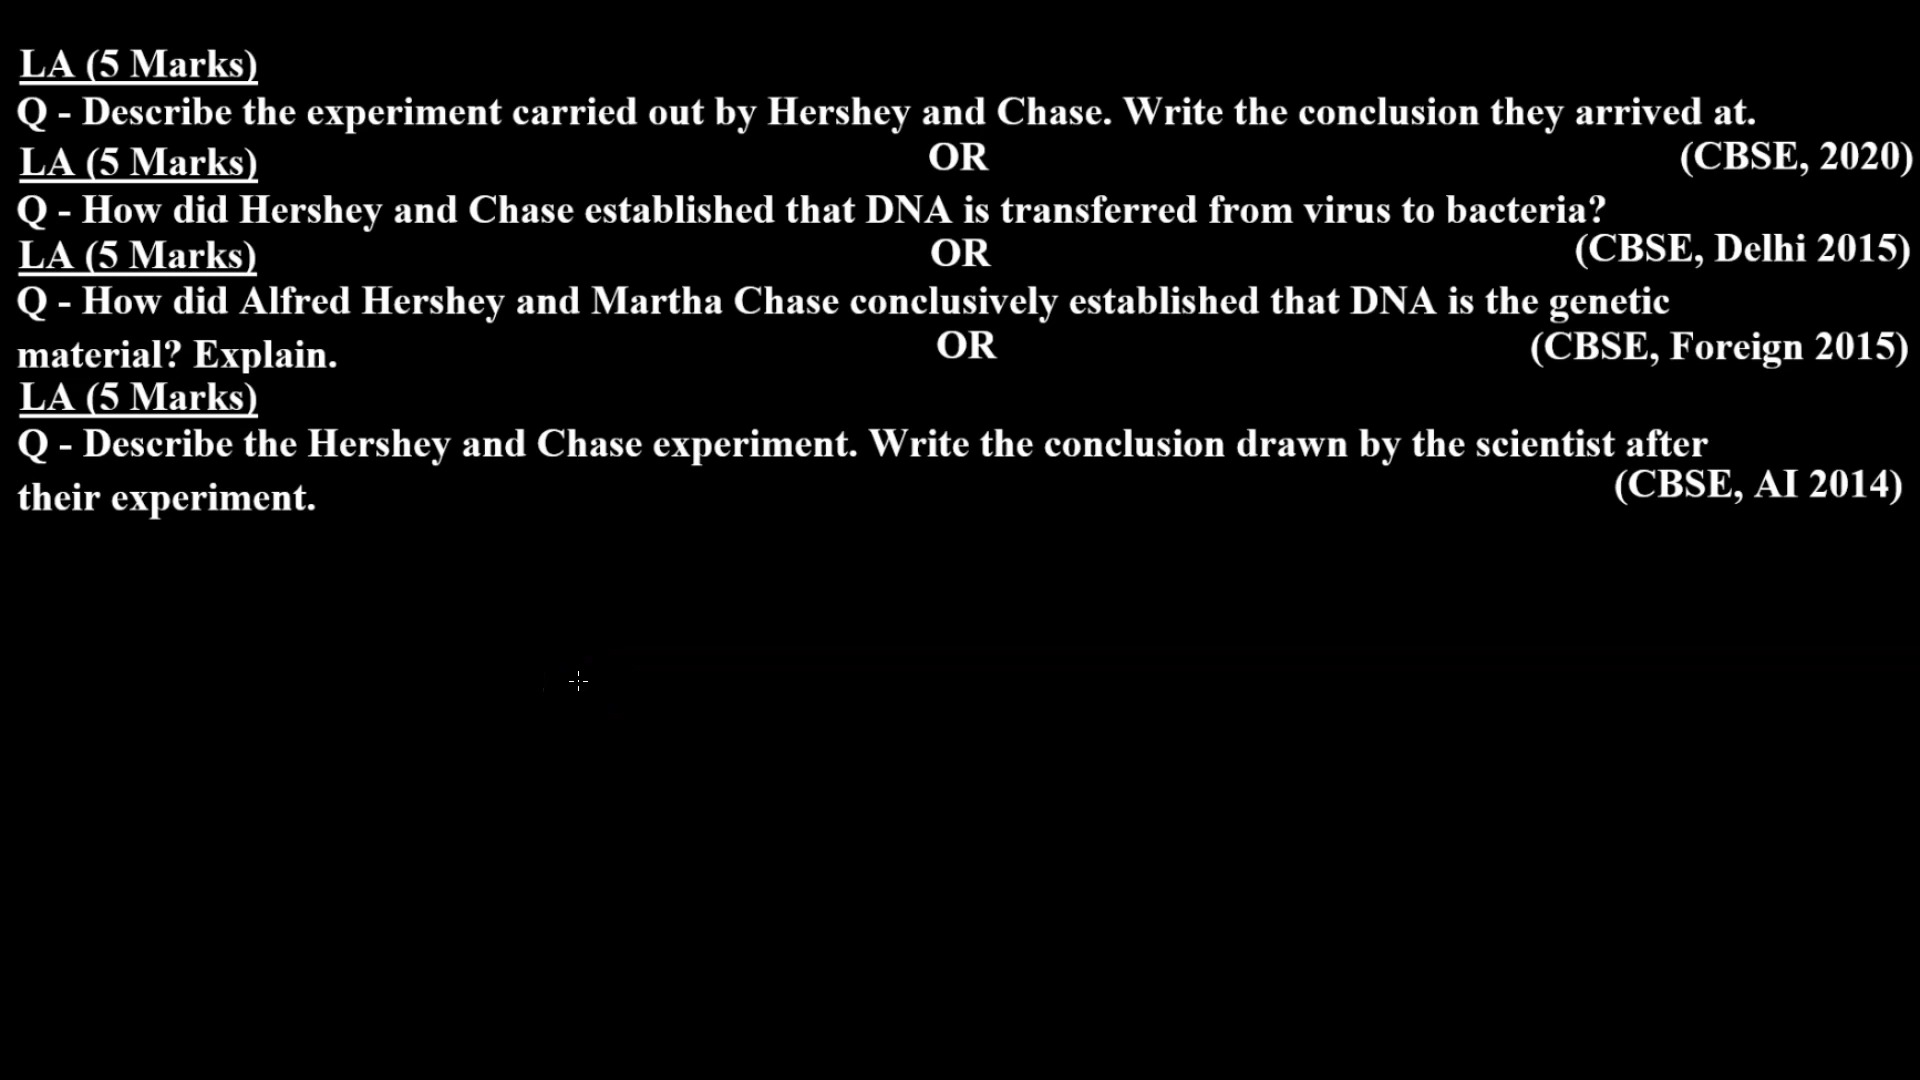 LA (5 Marks)
Q - Describe the experiment carried out by Hershey and Chase. Write the conclusion they arrived at.
OR (CBSE, 2020)
LA (5 Marks)
Q - How did Hershey and Chase established that DNA is transferred from virus to bacteria?
OR (CBSE, Delhi 2015)
LA (5 Marks)
Q - How did Alfred Hershey and Martha Chase conclusively established that DNA is the genetic
material? Explain.
OR (CBSE, Foreign 2015)
LA (5 Marks)
Q - Describe the Hershey and Chase experiment. Write the conclusion drawn by the scientist after
their experiment.
(CBSE, AI 2014)